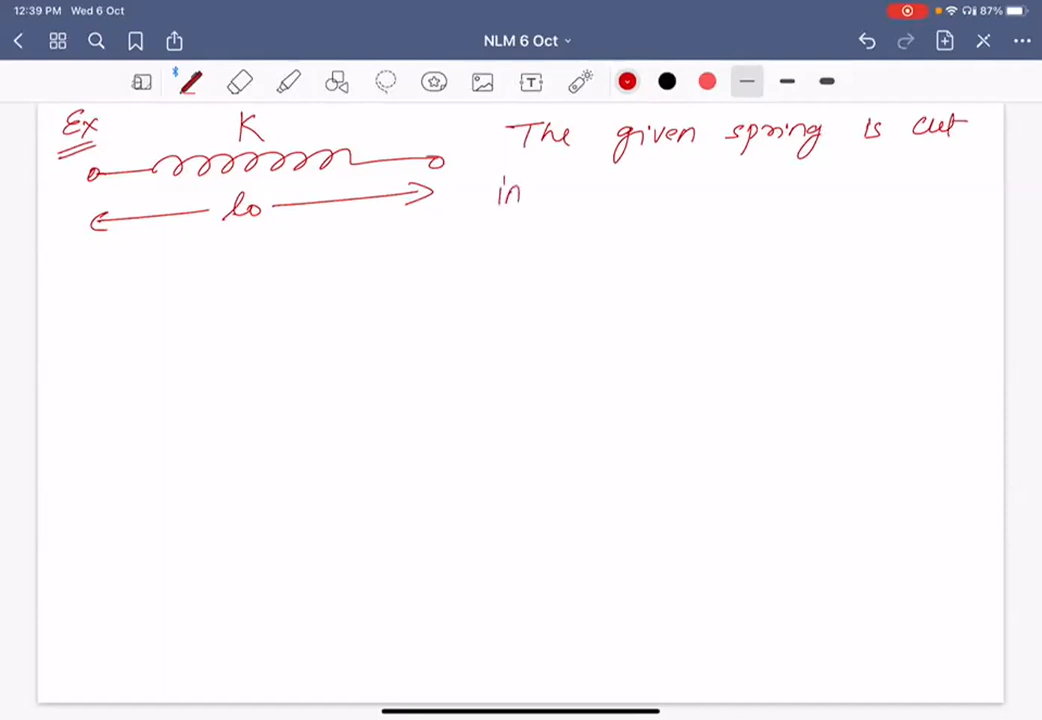 12:39 PM Wed 6 Oct
87%
NLM 6 Oct
Ex
K
The given spring is cut
lo
in